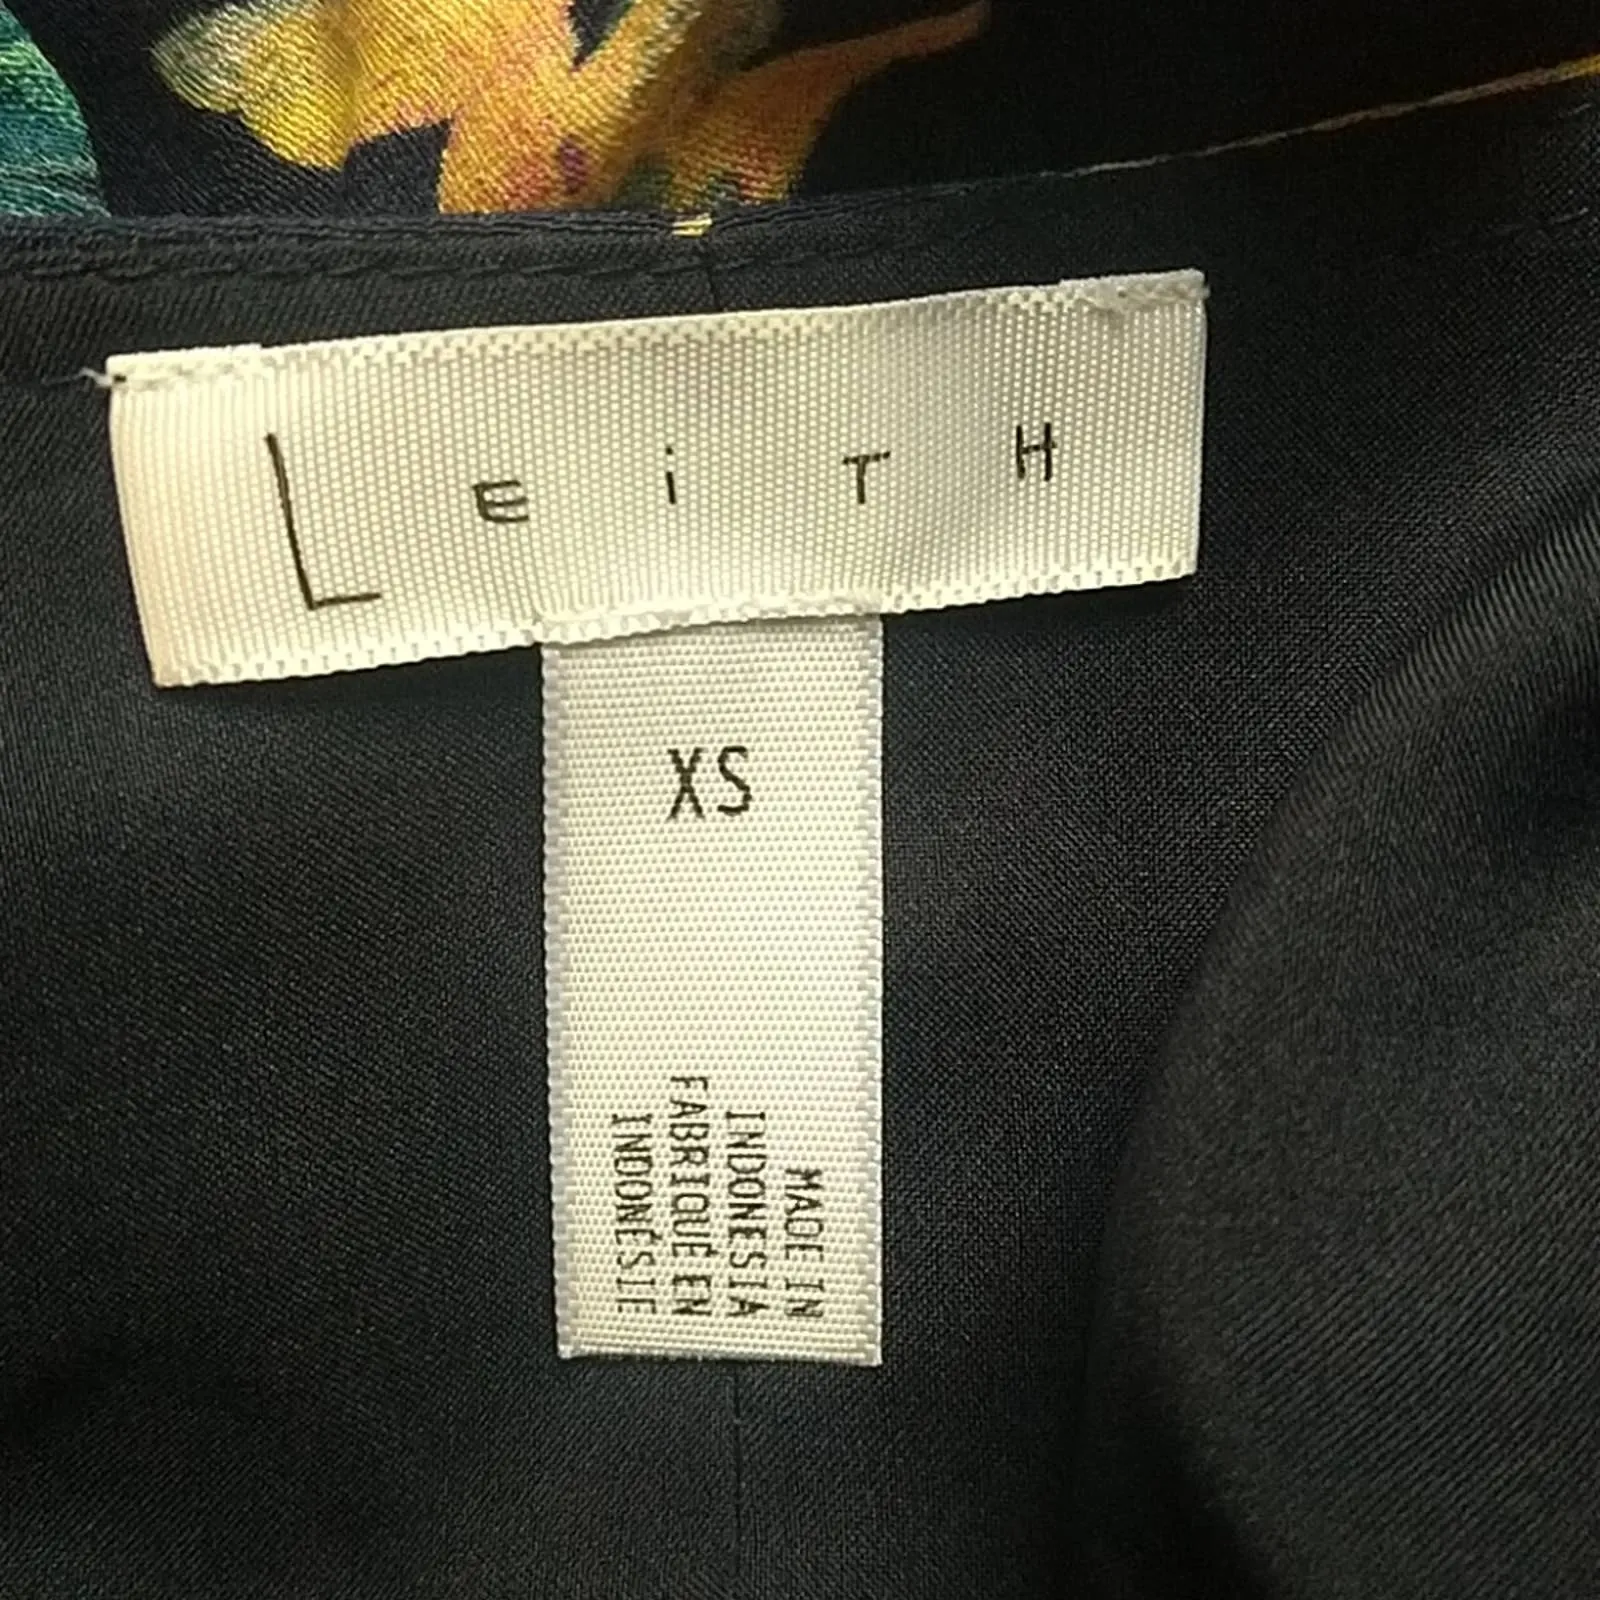 LEiTH
XS
MADE IN
INDONESIA
FABRIQUÉ EN
INDONÉSIE